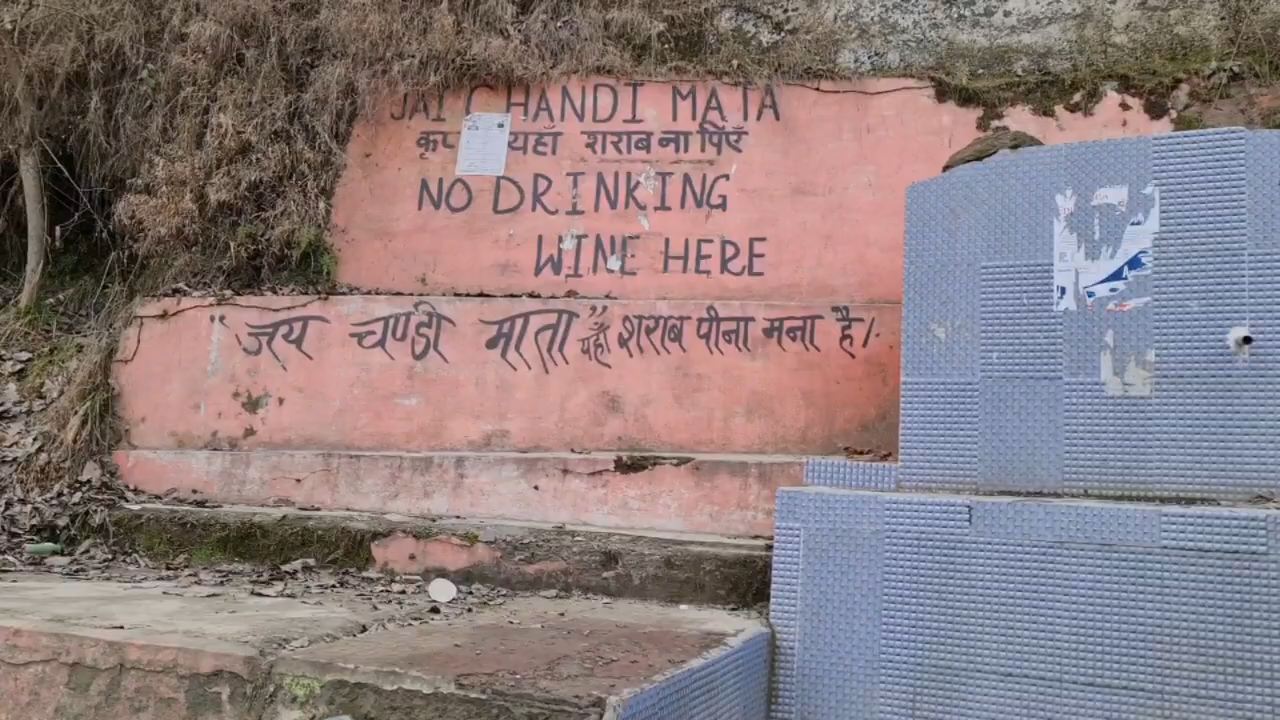 JAI CHANDI MATA
यहाँ शराब ना पिएँ
NO DRINKING
WINE HERE
“जय चण्डी माता” यहाँ शराब पीना मना है।